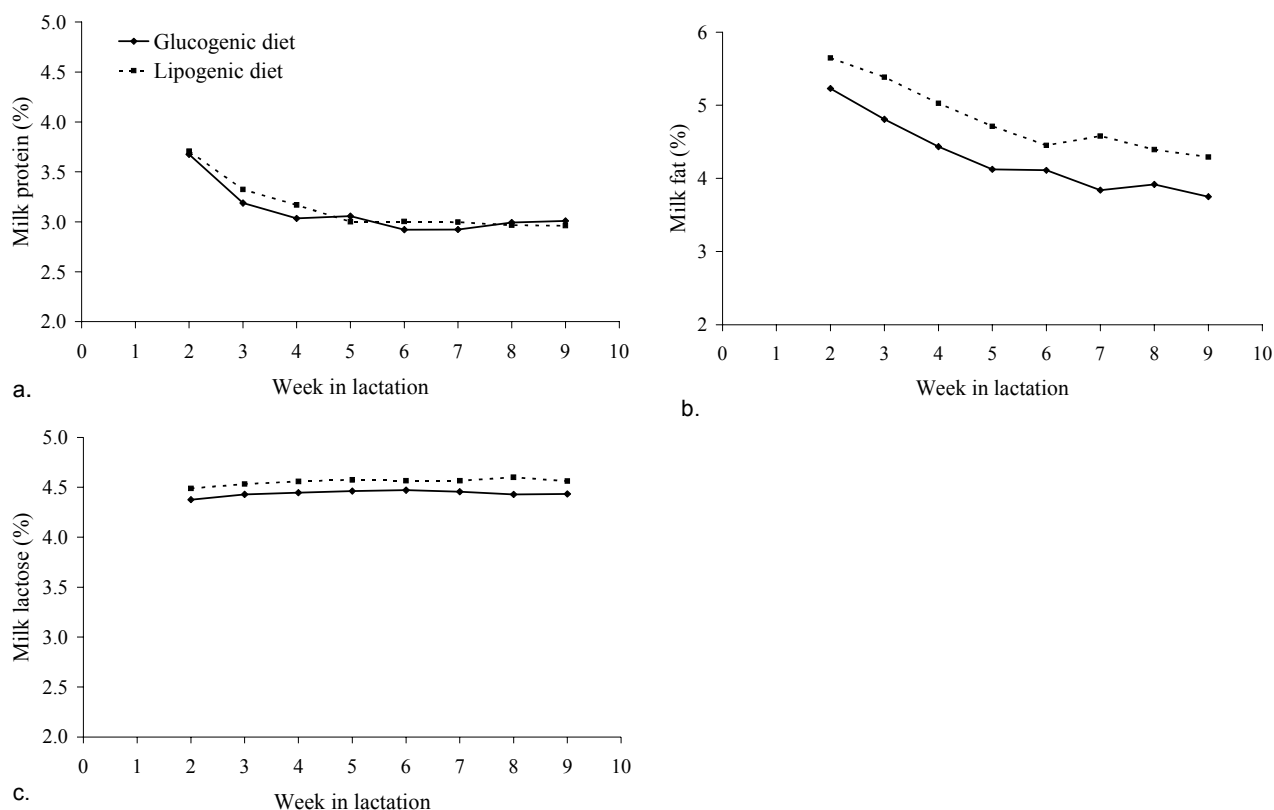 5.0
4.5
4.0
3.5
3.0
2.5
2.0
Milk protein (%)
Glucogenic diet
Lipogenic diet
0 1 2 3 4 5 6 7 8 9 10
Week in lactation
a.
6
5
4
3
2
Milk fat (%)
0 1 2 3 4 5 6 7 8 9 10
Week in lactation
b.
5.0
4.5
4.0
3.5
3.0
2.5
2.0
Milk lactose (%)
0 1 2 3 4 5 6 7 8 9 10
Week in lactation
c.